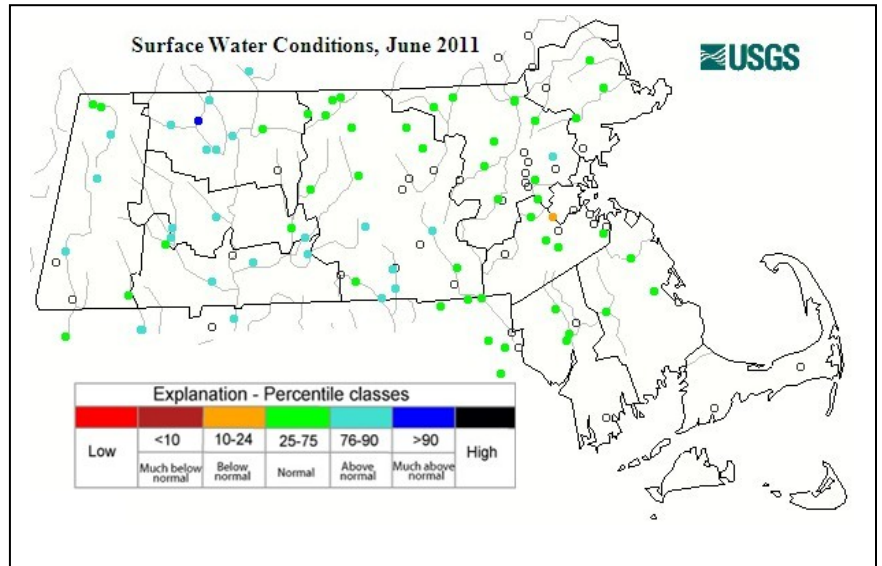 Surface Water Conditions, June 2011
USGS
Explanation - Percentile classes
Low <10 10-24 25-75 76-90 >90 High
Much below normal Below normal Normal Above normal Much above normal